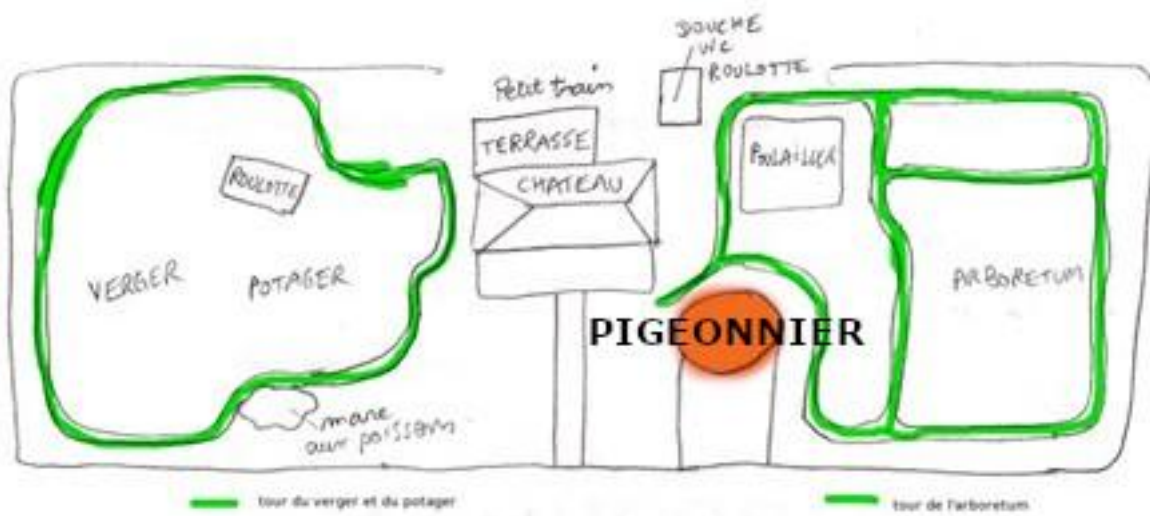 DOUCHE
WC
ROULOTTE
Petit train
TERRASSE
CHATEAU
POULAILLER
ROULOTTE
VERGER
POTAGER
ARBORETUM
PIGEONNIER
mare
aux poissons
tour du verger et du potager
tour de l'arboretum